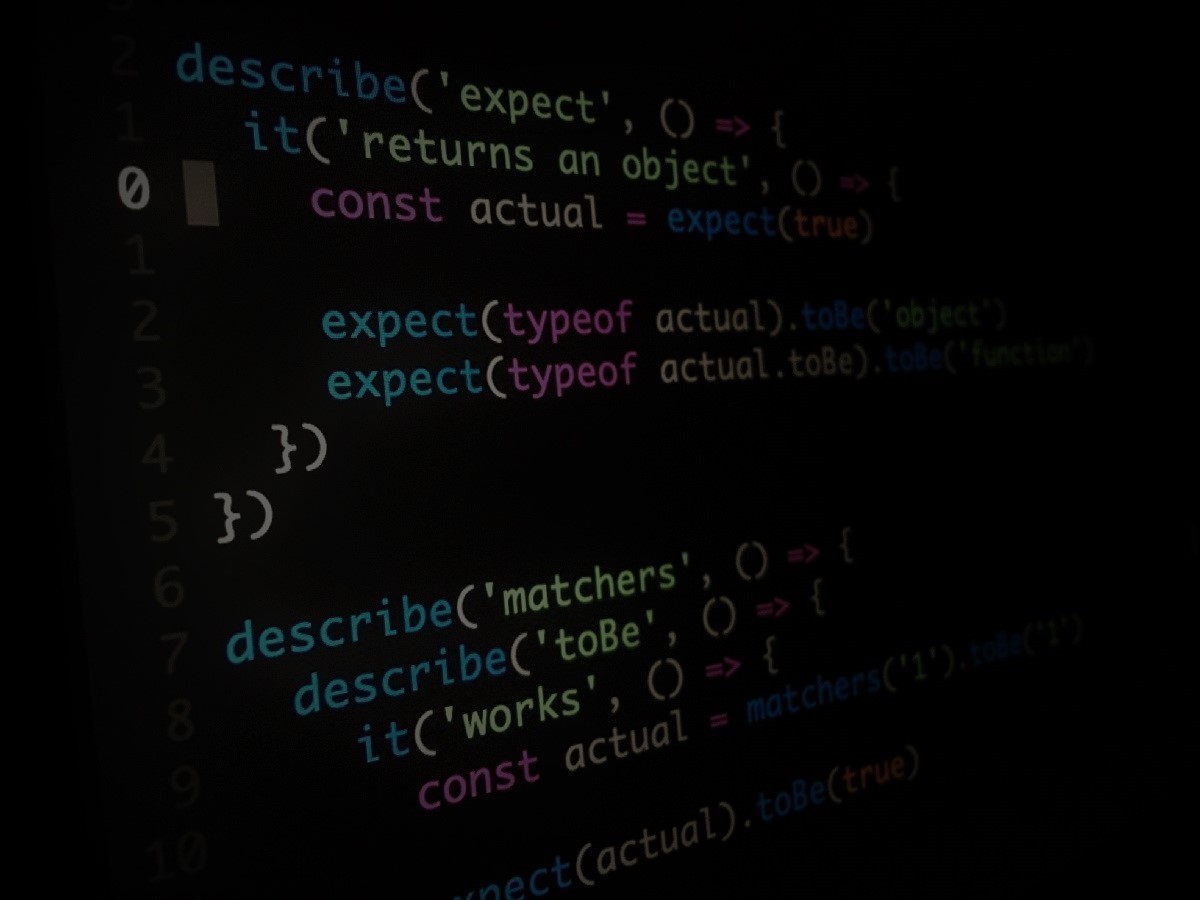 2 describe('expect', () => {
1 it('returns an object', () => {
0 const actual = expect(true)
1
2 expect(typeof actual).toBe('object')
3 expect(typeof actual.toBe).toBe('function')
4 })
5 })
6
7 describe('matchers', () => {
8 describe('toBe', () => {
9 it('works', () => {
10 const actual = matchers('1').toBe('1')
(actual).toBe(true)